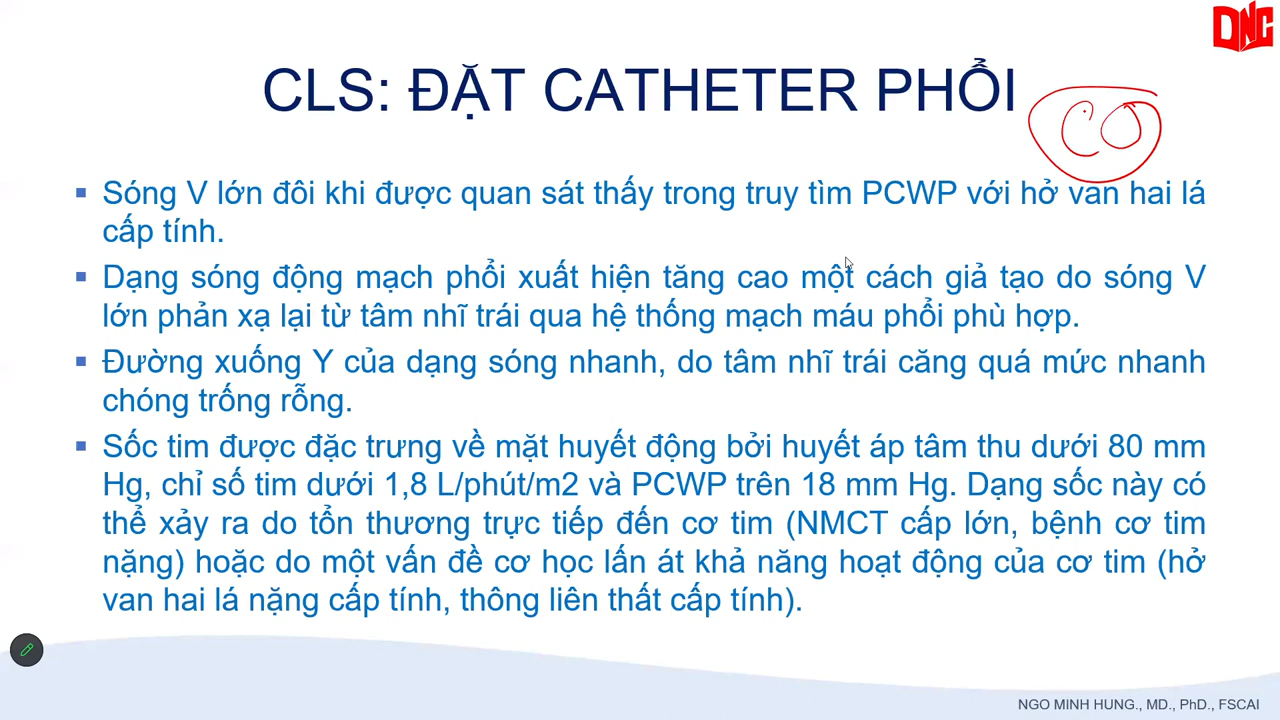 DNC
CLS: ĐẶT CATHETER PHỔI
CO
Sóng V lớn đôi khi được quan sát thấy trong truy tìm PCWP với hở van hai lá
cấp tính.
Dạng sóng động mạch phổi xuất hiện tăng cao một cách giả tạo do sóng V
lớn phản xạ lại từ tâm nhĩ trái qua hệ thống mạch máu phổi phù hợp.
Đường xuống Y của dạng sóng nhanh, do tâm nhĩ trái căng quá mức nhanh
chóng trống rỗng.
Sốc tim được đặc trưng về mặt huyết động bởi huyết áp tâm thu dưới 80 mm
Hg, chỉ số tim dưới 1,8 L/phút/m2 và PCWP trên 18 mm Hg. Dạng sốc này có
thể xảy ra do tổn thương trực tiếp đến cơ tim (NMCT cấp lớn, bệnh cơ tim
nặng) hoặc do một vấn đề cơ học lấn át khả năng hoạt động của cơ tim (hở
van hai lá nặng cấp tính, thông liên thất cấp tính).
NGO MINH HUNG., MD., PhD., FSCAI